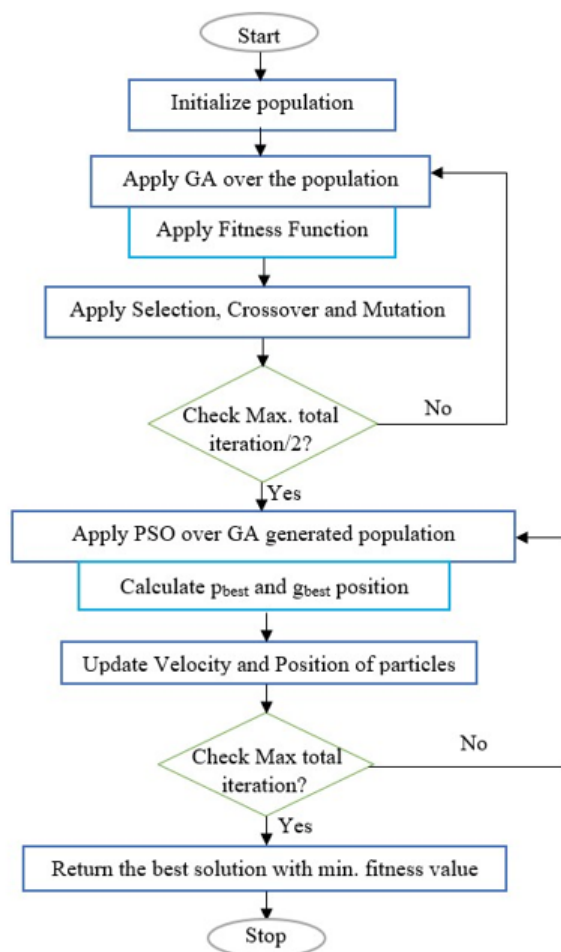 Start
Initialize population
Apply GA over the population
Apply Fitness Function
Apply Selection, Crossover and Mutation
Check Max. total
iteration/2?
No
Yes
Apply PSO over GA generated population
Calculate pbest and gbest position
Update Velocity and Position of particles
Check Max total
iteration?
No
Yes
Return the best solution with min. fitness value
Stop